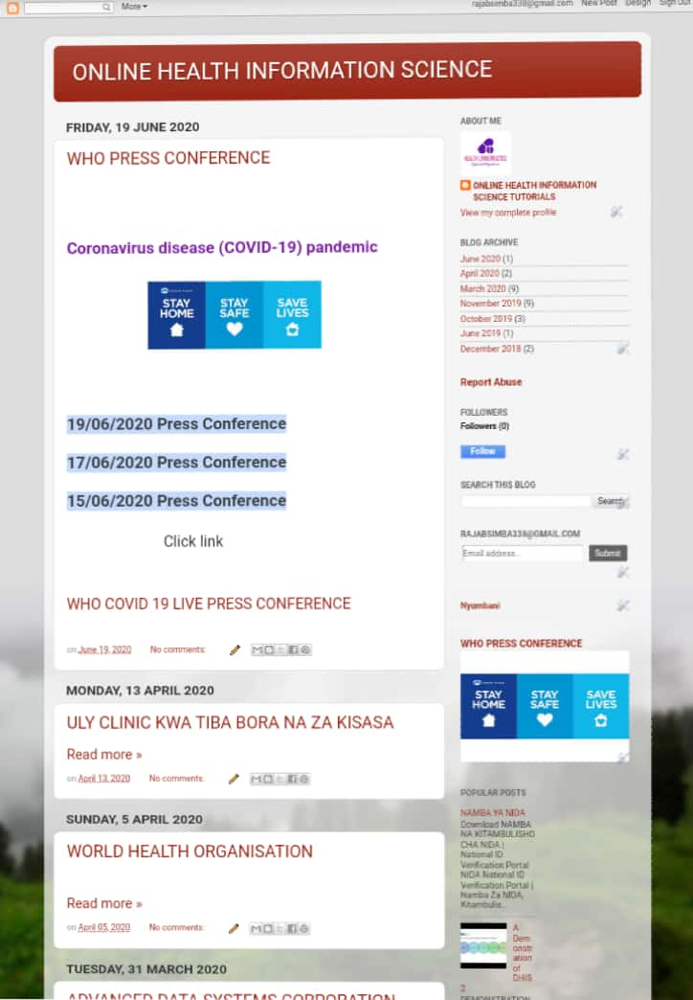 More
rajabsimba338@gmail.com New Post Design Sign Out
ONLINE HEALTH INFORMATION SCIENCE
FRIDAY, 19 JUNE 2020
WHO PRESS CONFERENCE
Coronavirus disease (COVID-19) pandemic
STAY HOME
STAY SAFE
SAVE LIVES
19/06/2020 Press Conference
17/06/2020 Press Conference
15/06/2020 Press Conference
Click link
WHO COVID 19 LIVE PRESS CONFERENCE
on June 19, 2020 No comments:
MONDAY, 13 APRIL 2020
ULY CLINIC KWA TIBA BORA NA ZA KISASA
Read more »
on April 13, 2020 No comments:
SUNDAY, 5 APRIL 2020
WORLD HEALTH ORGANISATION
Read more »
on April 05, 2020 No comments:
TUESDAY, 31 MARCH 2020
ADVANCED DATA SYSTEMS CORPORATION
ABOUT ME
ONLINE HEALTH INFORMATION
SCIENCE TUTORIALS
View my complete profile
BLOG ARCHIVE
June 2020 (1)
April 2020 (2)
March 2020 (9)
November 2019 (9)
October 2019 (3)
June 2019 (1)
December 2018 (2)
Report Abuse
FOLLOWERS
Followers (0)
Follow
SEARCH THIS BLOG
Search
RAJABSIMBA338@GMAIL.COM
Email address...
Submit
Nyumbani
WHO PRESS CONFERENCE
STAY HOME
STAY SAFE
SAVE LIVES
POPULAR POSTS
NAMBA YA NIDA
Download NAMBA
NA KITAMBULISHO
CHA NIDA :
National ID
Verification Portal
NIDA National ID
Verification Portal |
Namba Za NIDA,
Kitambulis...
A
Dem
onstr
ation
of
DHIS
2
DEMONSTRATION